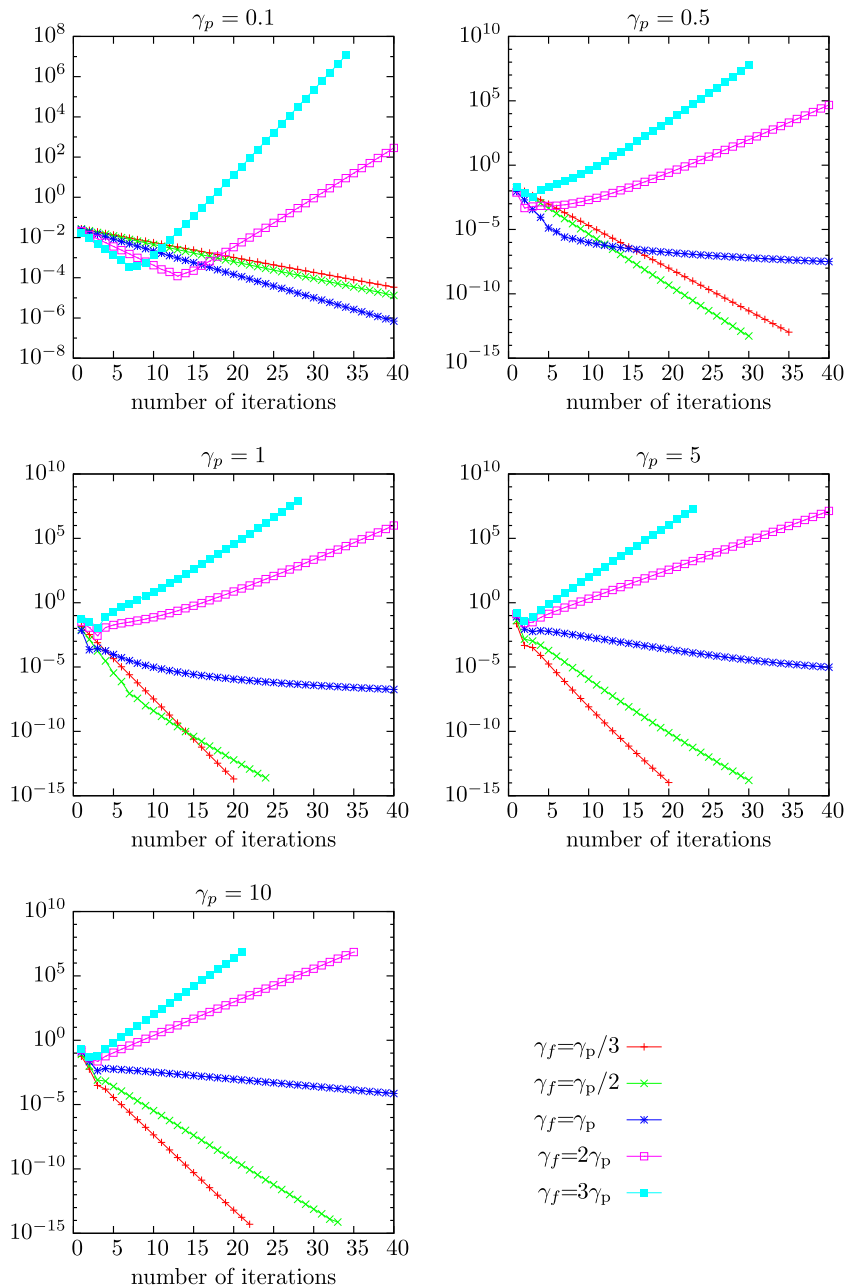 γp = 0.1
10^8
10^6
10^4
10^2
10^0
10^−2
10^−4
10^−6
10^−8
0 5 10 15 20 25 30 35 40
number of iterations
γp = 0.5
10^10
10^5
10^0
10^−5
10^−10
10^−15
0 5 10 15 20 25 30 35 40
number of iterations
γp = 1
10^10
10^5
10^0
10^−5
10^−10
10^−15
0 5 10 15 20 25 30 35 40
number of iterations
γp = 5
10^10
10^5
10^0
10^−5
10^−10
10^−15
0 5 10 15 20 25 30 35 40
number of iterations
γp = 10
10^10
10^5
10^0
10^−5
10^−10
10^−15
0 5 10 15 20 25 30 35 40
number of iterations
γf=γp/3
γf=γp/2
γf=γp
γf=2γp
γf=3γp